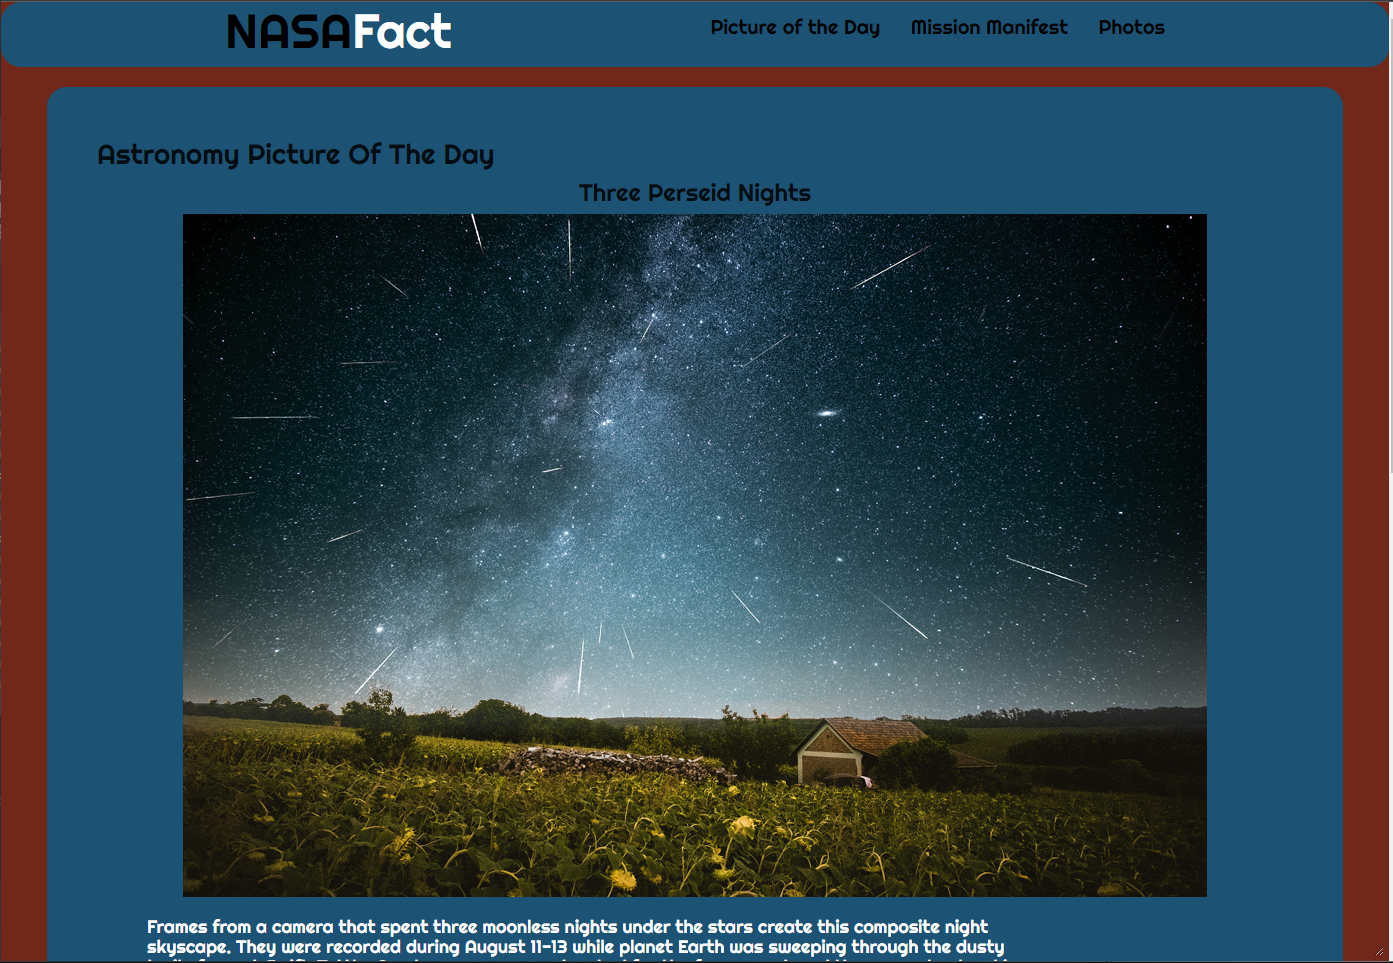 NASAFact
Picture of the Day Mission Manifest Photos
Astronomy Picture Of The Day
Three Perseid Nights
Frames from a camera that spent three moonless nights under the stars create this composite night
skyscape. They were recorded during August 11-13 while planet Earth was sweeping through the dusty